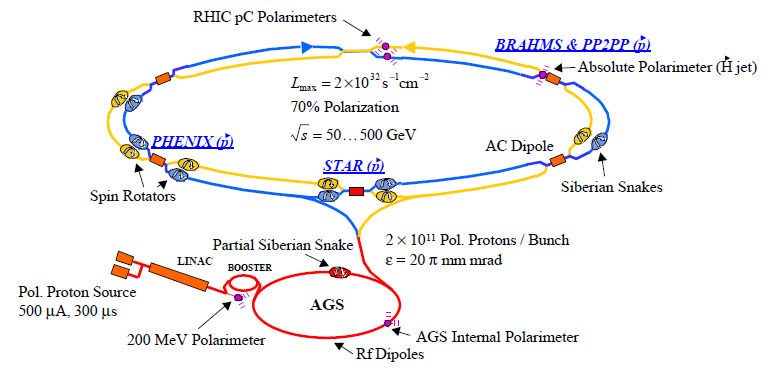 RHIC pC Polarimeters
BRAHMS & PP2PP (p)
Absolute Polarimeter (H jet)
Lmax = 2×10³² s⁻¹cm⁻²
70% Polarization
√s = 50…500 GeV
AC Dipole
PHENIX (p)
STAR (p)
Siberian Snakes
Spin Rotators
Partial Siberian Snake
2 × 10¹¹ Pol. Protons / Bunch
ε = 20 π mm mrad
LINAC
BOOSTER
AGS
Pol. Proton Source
500 μA, 300 μs
200 MeV Polarimeter
AGS Internal Polarimeter
Rf Dipoles